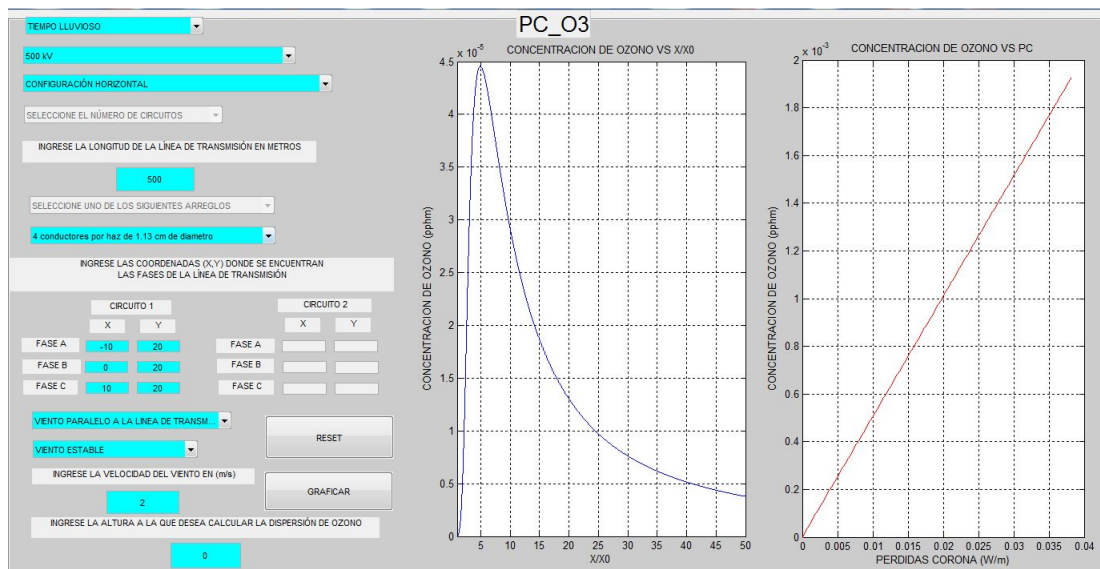 PC_O3
TIEMPO LLUVIOSO
500 kV
CONFIGURACIÓN HORIZONTAL
SELECCIONE EL NÚMERO DE CIRCUITOS
INGRESE LA LONGITUD DE LA LÍNEA DE TRANSMISIÓN EN METROS
500
SELECCIONE UNO DE LOS SIGUIENTES ARREGLOS
4 conductores por haz de 1.13 cm de diametro
INGRESE LAS COORDENADAS (X,Y) DONDE SE ENCUENTRAN
LAS FASES DE LA LÍNEA DE TRANSMISIÓN
CIRCUITO 1
X Y
FASE A -10 20
FASE B 0 20
FASE C 10 20
CIRCUITO 2
X Y
FASE A
FASE B
FASE C
VIENTO PARALELO A LA LINEA DE TRANSM...
VIENTO ESTABLE
RESET
INGRESE LA VELOCIDAD DEL VIENTO EN (m/s)
2
GRAFICAR
INGRESE LA ALTURA A LA QUE DESEA CALCULAR LA DISPERSIÓN DE OZONO
0
CONCENTRACION DE OZONO VS X/X0
x 10-5
CONCENTRACION DE OZONO (pphm)
4.5
4
3.5
3
2.5
2
1.5
1
0.5
0
5 10 15 20 25 30 35 40 45 50
X/X0
CONCENTRACION DE OZONO VS PC
x 10-3
CONCENTRACION DE OZONO (pphm)
2
1.8
1.6
1.4
1.2
1
0.8
0.6
0.4
0.2
0
0 0.005 0.01 0.015 0.02 0.025 0.03 0.035 0.04
PERDIDAS CORONA (W/m)